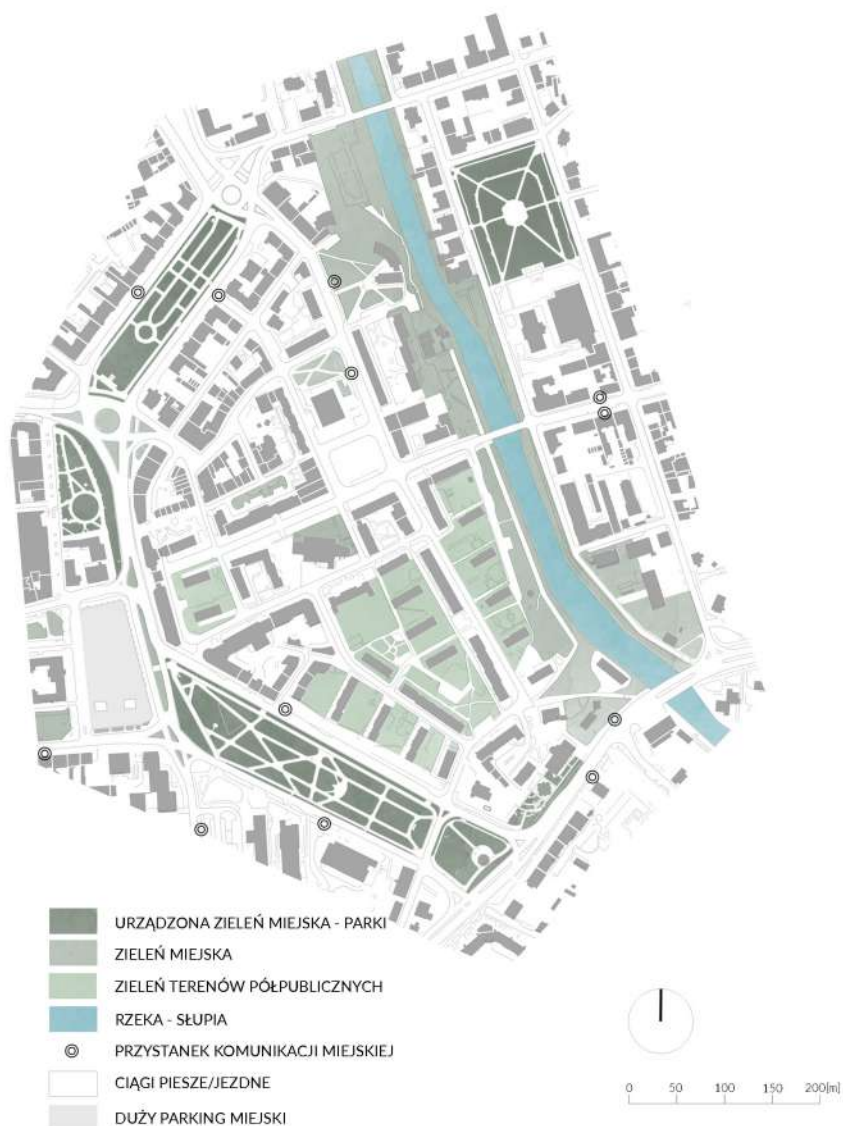 URZĄDZONA ZIELEŃ MIEJSKA - PARKI
ZIELEŃ MIEJSKA
ZIELEŃ TERENÓW PÓŁPUBLICZNYCH
RZEKA - SŁUPIA
PRZYSTANEK KOMUNIKACJI MIEJSKIEJ
CIĄGI PIESZE/JEZDNE
DUŻY PARKING MIEJSKI
0 50 100 150 200[m]